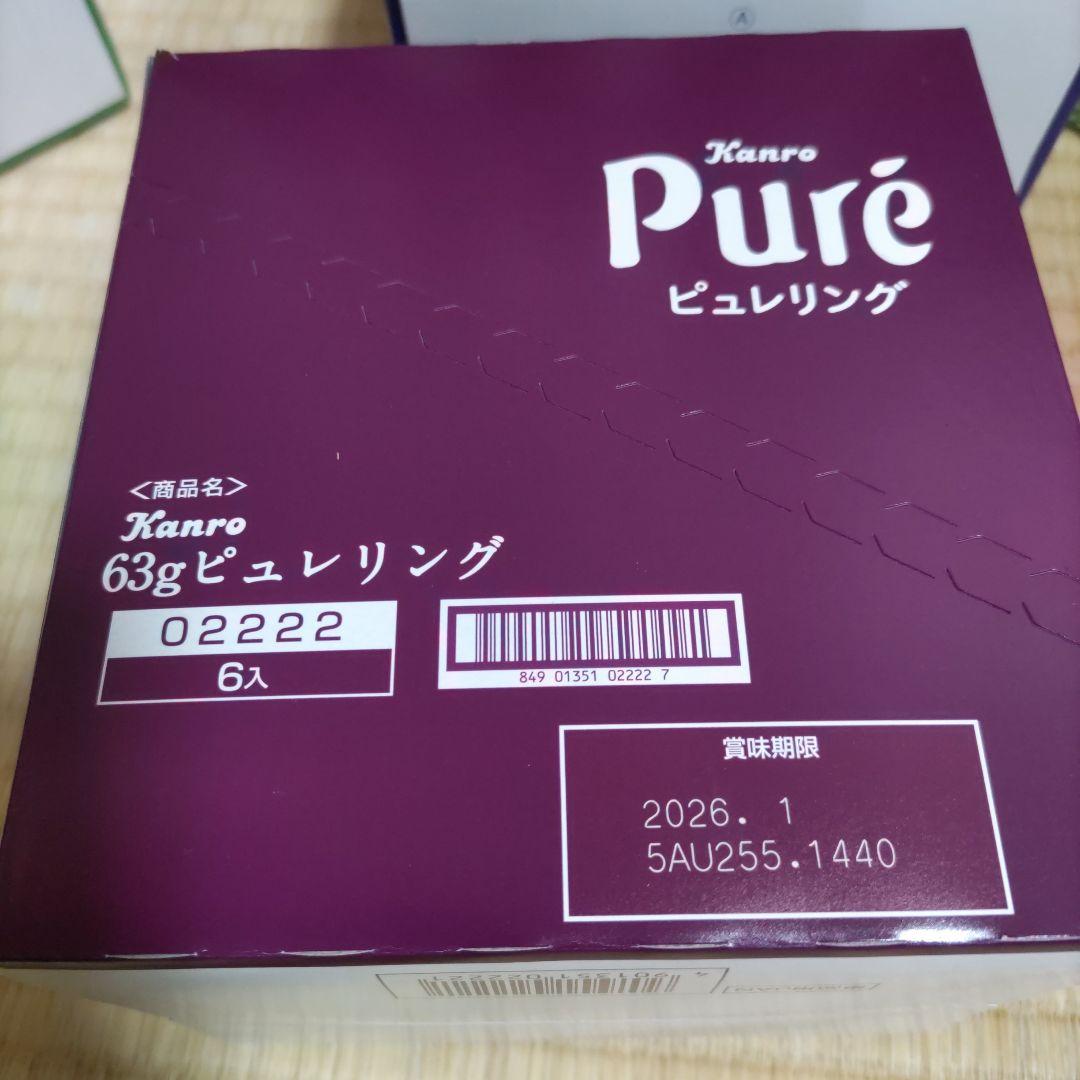 A
Kanro
Puré
ピュレリング
<商品名>
Kanro
63gピュレリング
02222
6入
849 01351 02222 7
賞味期限
2026. 1
5AU255.1440